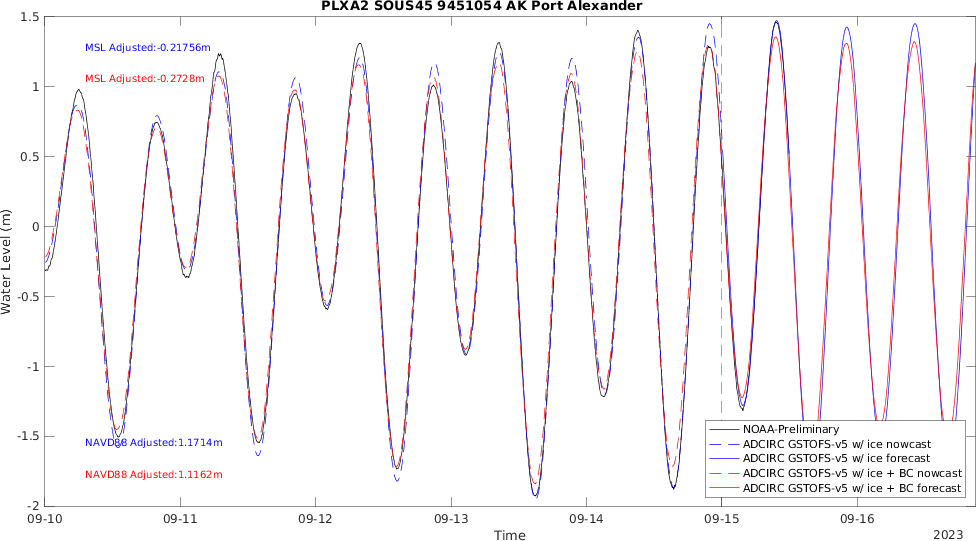 PLXA2 SOUS45 9451054 AK Port Alexander
1.5
1
0.5
0
-0.5
-1
-1.5
-2
Water Level (m)
MSL Adjusted:-0.21756m
MSL Adjusted:-0.2728m
NAVD88 Adjusted:1.1714m
NAVD88 Adjusted:1.1162m
NOAA-Preliminary
ADCIRC GSTOFS-v5 w/ ice nowcast
ADCIRC GSTOFS-v5 w/ ice forecast
ADCIRC GSTOFS-v5 w/ ice + BC nowcast
ADCIRC GSTOFS-v5 w/ ice + BC forecast
09-10 09-11 09-12 09-13 09-14 09-15 09-16
Time
2023